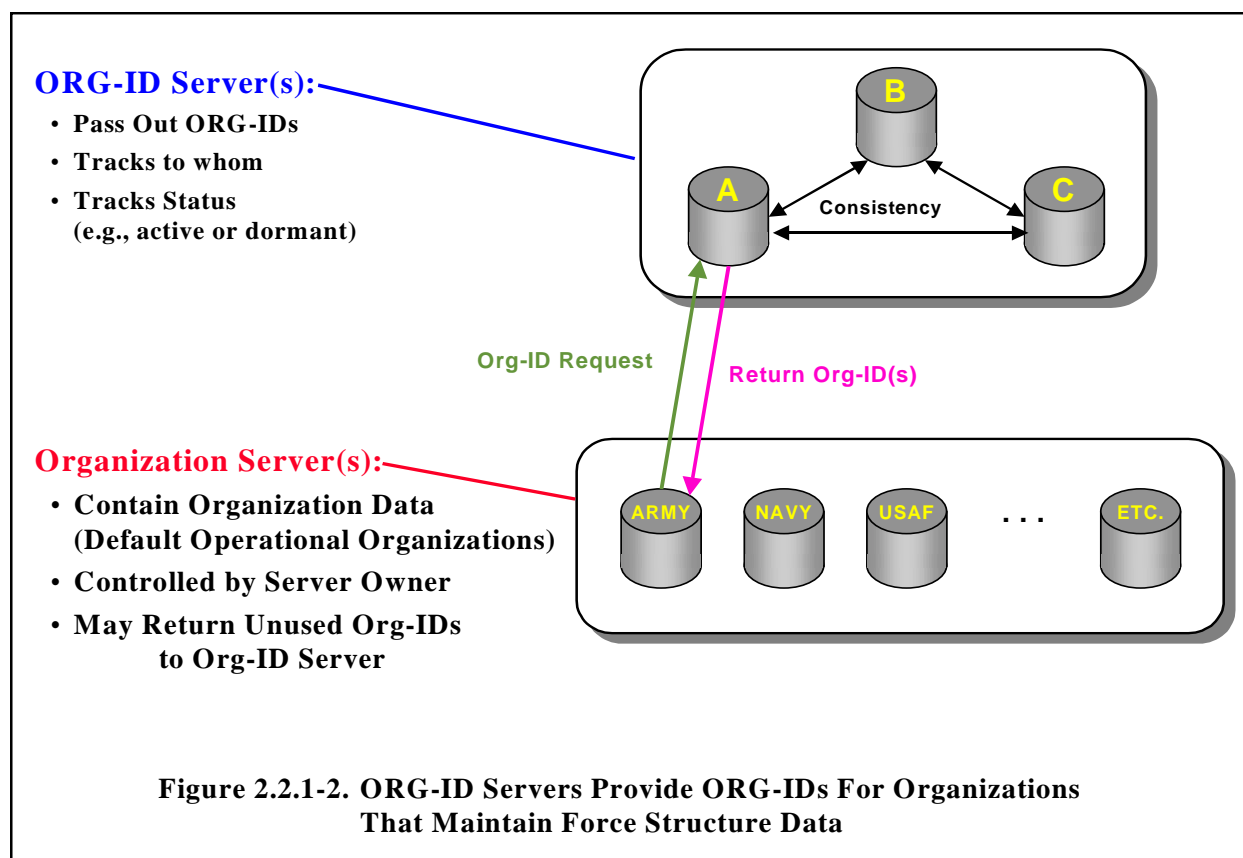 ORG-ID Server(s):
• Pass Out ORG-IDs
• Tracks to whom
• Tracks Status
(e.g., active or dormant)
B
A
C
Consistency
Org-ID Request
Return Org-ID(s)
Organization Server(s):
• Contain Organization Data
(Default Operational Organizations)
• Controlled by Server Owner
• May Return Unused Org-IDs
to Org-ID Server
ARMY
NAVY
USAF
. . .
ETC.
Figure 2.2.1-2. ORG-ID Servers Provide ORG-IDs For Organizations
That Maintain Force Structure Data